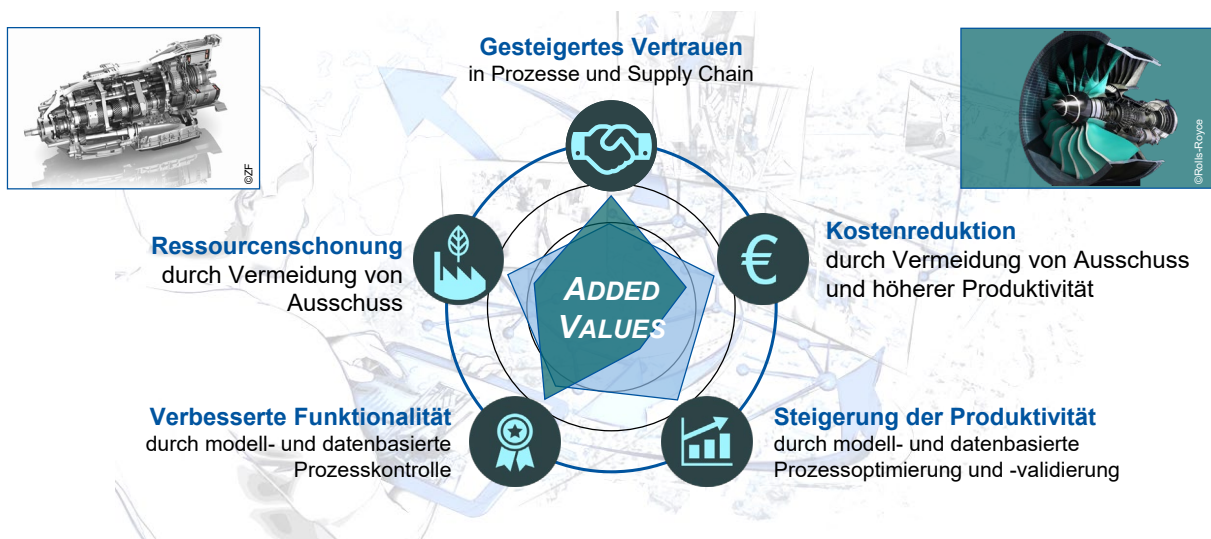 Gesteigertes Vertrauen
in Prozesse und Supply Chain
©ZF
©Rolls-Royce
Ressourcenschonung
durch Vermeidung von
Ausschuss
Kostenreduktion
durch Vermeidung von Ausschuss
und höherer Produktivität
€
ADDED
VALUES
Verbesserte Funktionalität
durch modell- und datenbasierte
Prozesskontrolle
Steigerung der Produktivität
durch modell- und datenbasierte
Prozessoptimierung und -validierung